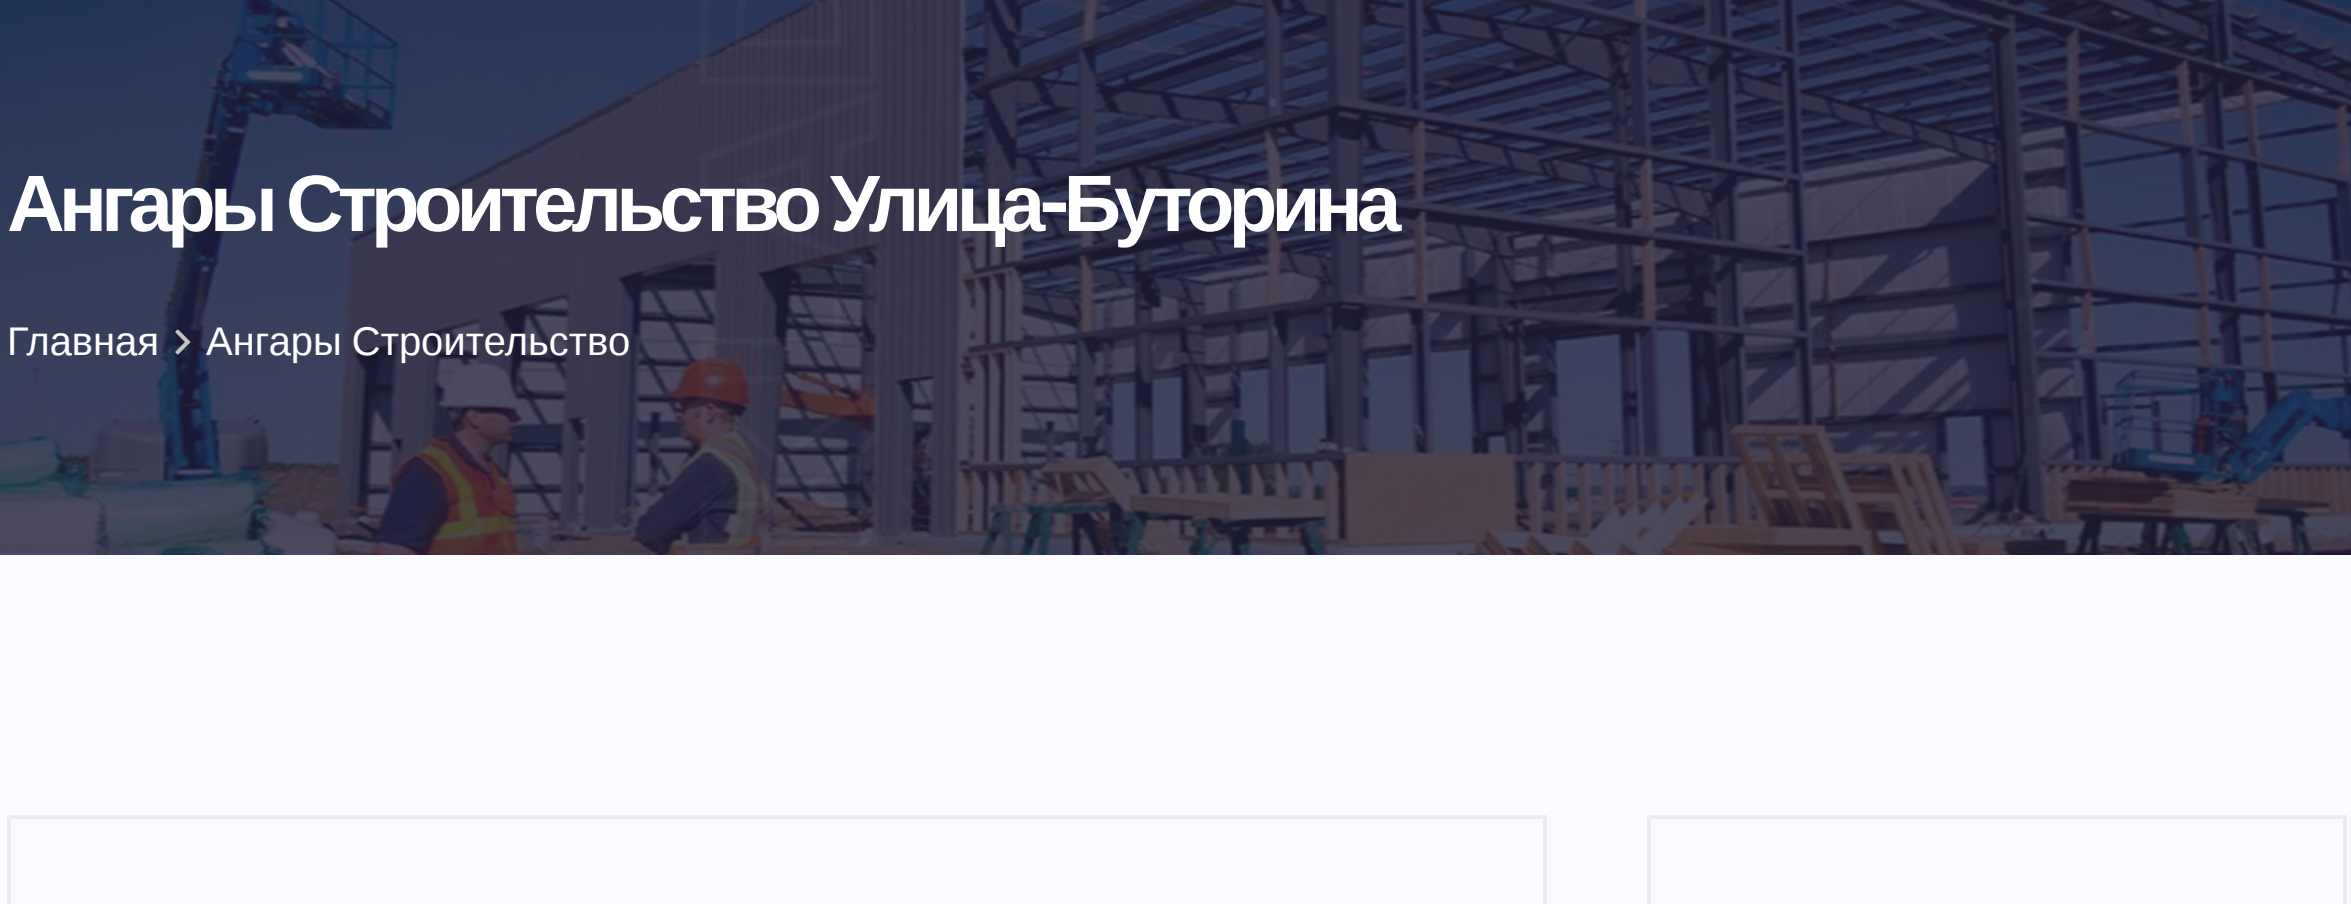 Ангары Строительство Улица-Буторина
Главная > Ангары Строительство